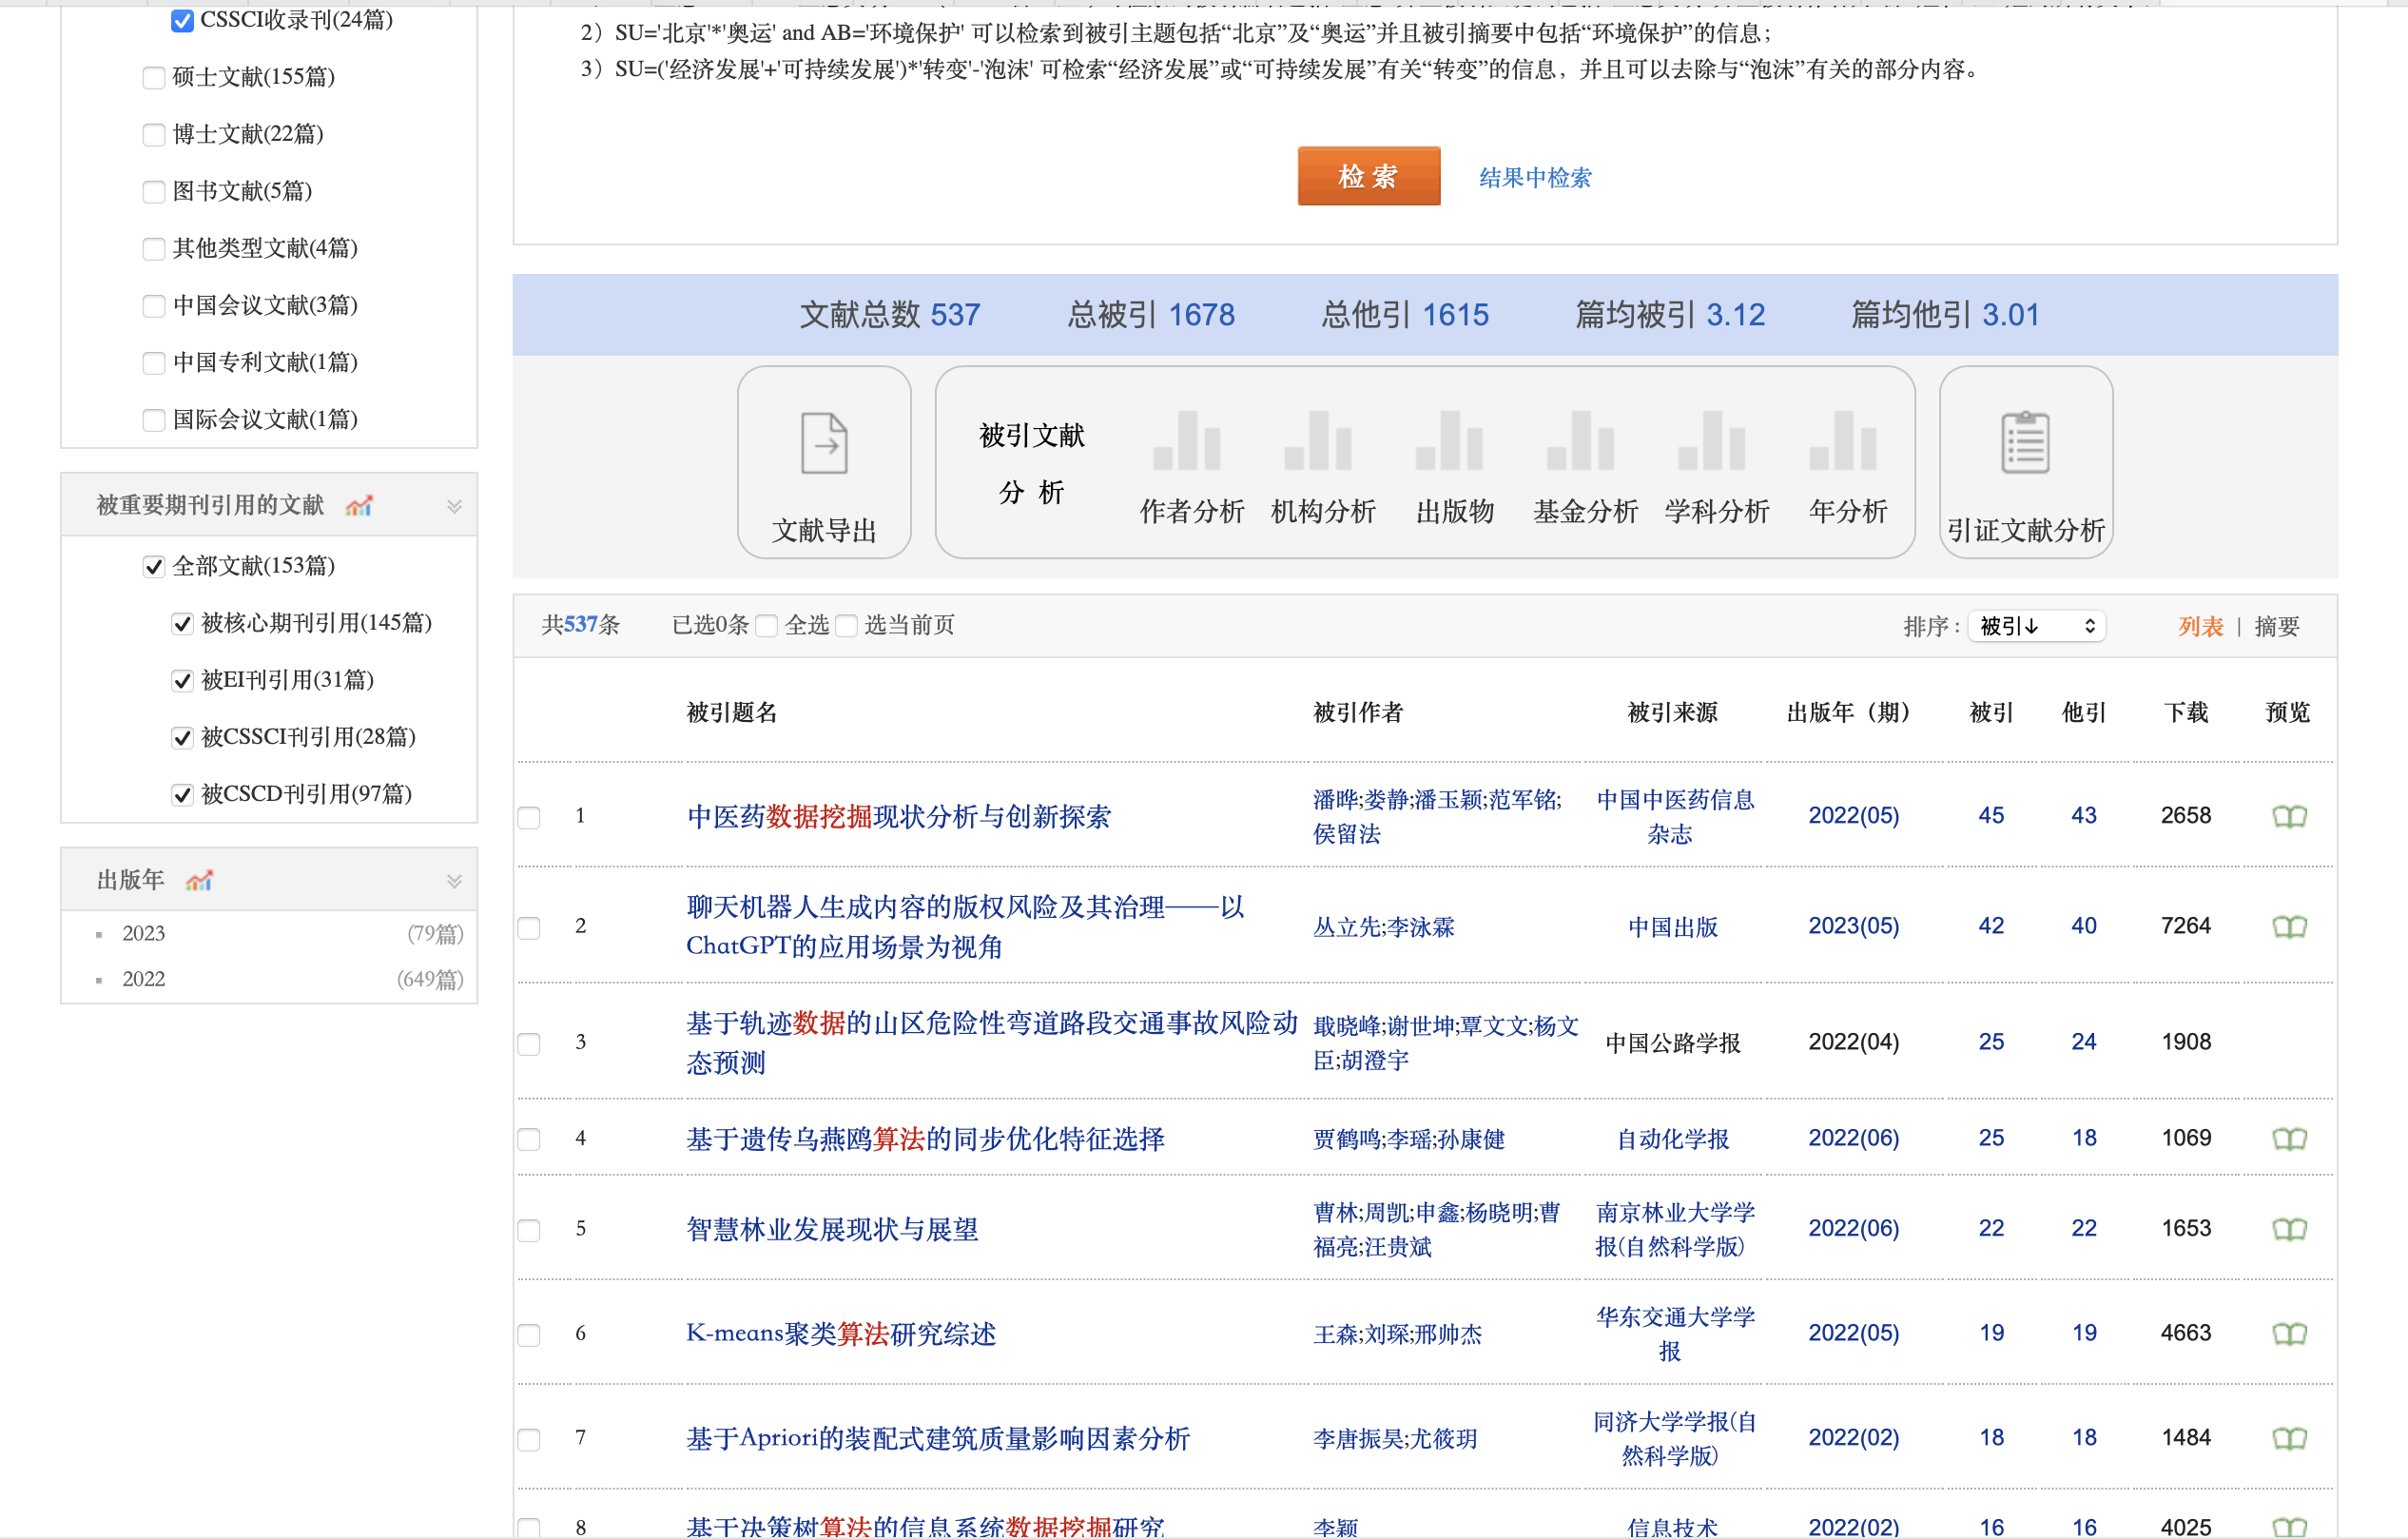 CSSCI收录刊(24篇)
硕士文献(155篇)
博士文献(22篇)
图书文献(5篇)
其他类型文献(4篇)
中国会议文献(3篇)
中国专利文献(1篇)
国际会议文献(1篇)
被重要期刊引用的文献
全部文献(153篇)
被核心期刊引用(145篇)
被EI刊引用(31篇)
被CSSCI刊引用(28篇)
被CSCD刊引用(97篇)
出版年
2023 (79篇)
2022 (649篇)
2）SU='北京'*'奥运' and AB='环境保护' 可以检索到被引主题包括“北京”及“奥运”并且被引摘要中包括“环境保护”的信息；
3）SU=('经济发展'+'可持续发展')*'转变'-'泡沫' 可检索“经济发展”或“可持续发展”有关“转变”的信息，并且可以去除与“泡沫”有关的部分内容。
检 索 结果中检索
文献总数 537 总被引 1678 总他引 1615 篇均被引 3.12 篇均他引 3.01
文献导出
被引文献
分 析
作者分析 机构分析 出版物 基金分析 学科分析 年分析
引证文献分析
共537条 已选0条 全选 选当前页 排序： 被引↓ 列表 | 摘要
被引题名 被引作者 被引来源 出版年（期） 被引 他引 下载 预览
1 中医药数据挖掘现状分析与创新探索 潘晔;娄静;潘玉颖;范军铭;
侯留法 中国中医药信息
杂志 2022(05) 45 43 2658
2 聊天机器人生成内容的版权风险及其治理——以
ChatGPT的应用场景为视角 丛立先;李泳霖 中国出版 2023(05) 42 40 7264
3 基于轨迹数据的山区危险性弯道路段交通事故风险动
态预测 戢晓峰;谢世坤;覃文文;杨文
臣;胡澄宇 中国公路学报 2022(04) 25 24 1908
4 基于遗传乌燕鸥算法的同步优化特征选择 贾鹤鸣;李瑶;孙康健 自动化学报 2022(06) 25 18 1069
5 智慧林业发展现状与展望 曹林;周凯;申鑫;杨晓明;曹
福亮;汪贵斌 南京林业大学学
报(自然科学版) 2022(06) 22 22 1653
6 K-means聚类算法研究综述 王森;刘琛;邢帅杰 华东交通大学学
报 2022(05) 19 19 4663
7 基于Apriori的装配式建筑质量影响因素分析 李唐振昊;尤筱玥 同济大学学报(自
然科学版) 2022(02) 18 18 1484
8 基于决策树算法的信息系统数据挖掘研究 李颖 信息技术 2022(02) 16 16 4025